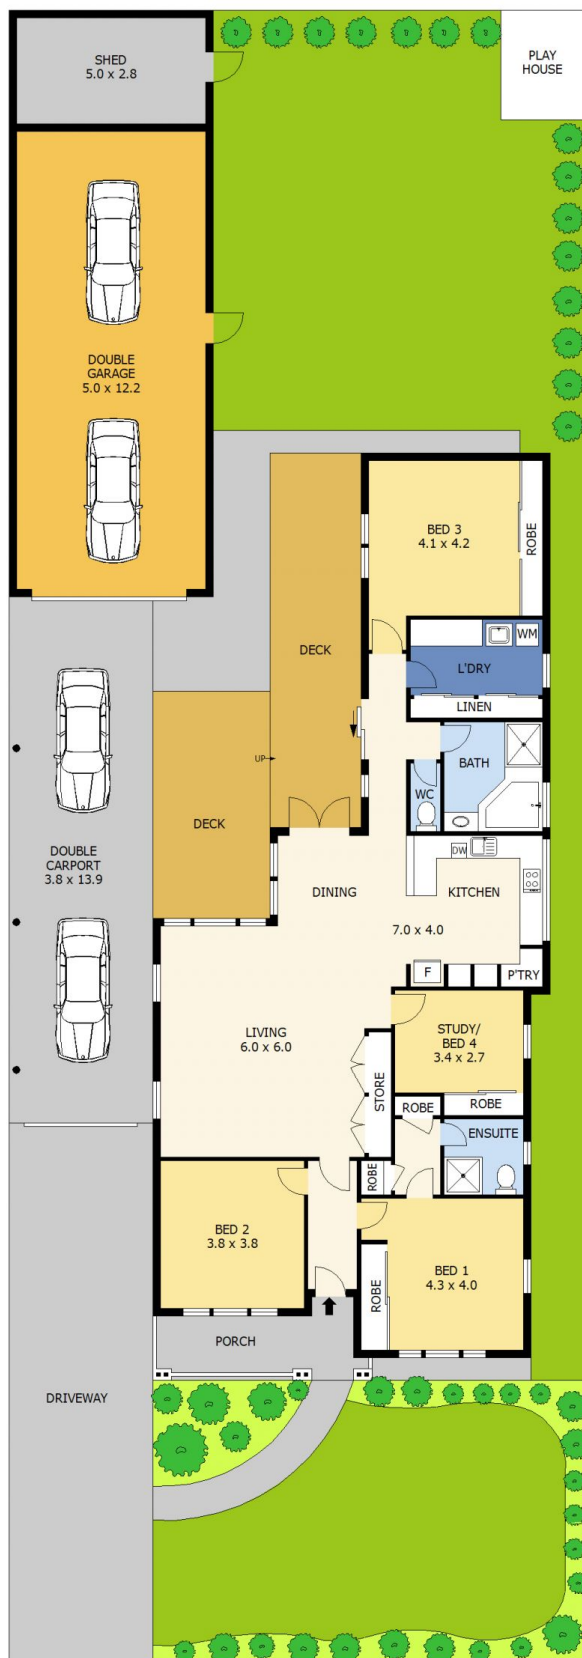 SHED
5.0 x 2.8
PLAY
HOUSE
DOUBLE
GARAGE
5.0 x 12.2
BED 3
4.1 x 4.2
ROBE
WM
L'DRY
LINEN
DECK
UP
BATH
WC
DECK
DOUBLE
CARPORT
3.8 x 13.9
DW
DINING
KITCHEN
7.0 x 4.0
F
P'TRY
LIVING
6.0 x 6.0
STUDY/
BED 4
3.4 x 2.7
STORE
ROBE
ROBE
ENSUITE
ROBE
BED 2
3.8 x 3.8
BED 1
4.3 x 4.0
ROBE
PORCH
DRIVEWAY